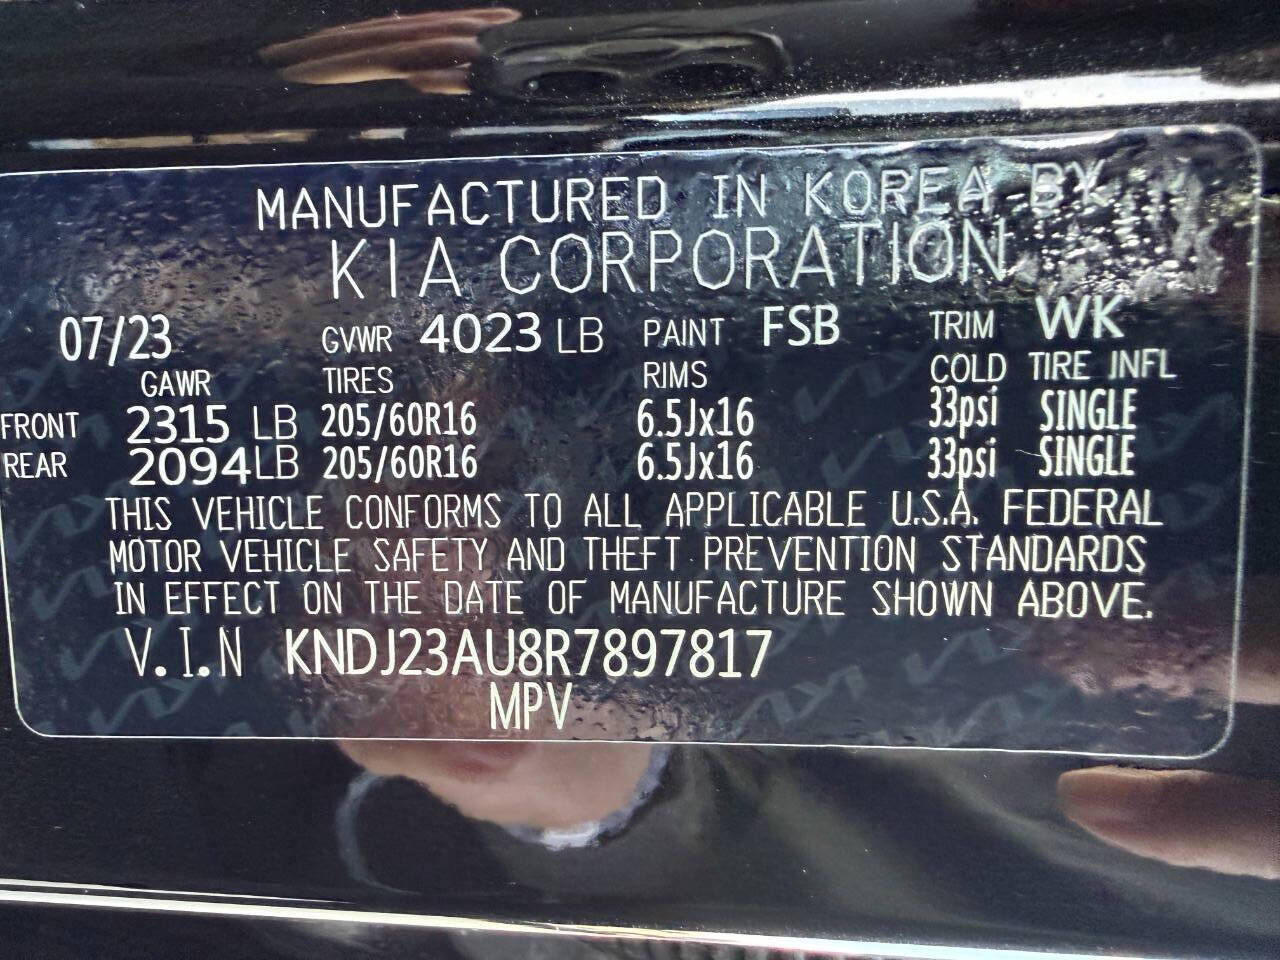 MANUFACTURED IN KOREA BY
KIA CORPORATION
07/23 GVWR 4023 LB PAINT FSB TRIM WK
GAWR TIRES RIMS COLD TIRE INFL
FRONT 2315 LB 205/60R16 6.5Jx16 33psi SINGLE
REAR 2094 LB 205/60R16 6.5Jx16 33psi SINGLE
THIS VEHICLE CONFORMS TO ALL APPLICABLE U.S.A. FEDERAL
MOTOR VEHICLE SAFETY AND THEFT PREVENTION STANDARDS
IN EFFECT ON THE DATE OF MANUFACTURE SHOWN ABOVE.
V.I.N KNDJ23AU8R7897817
MPV